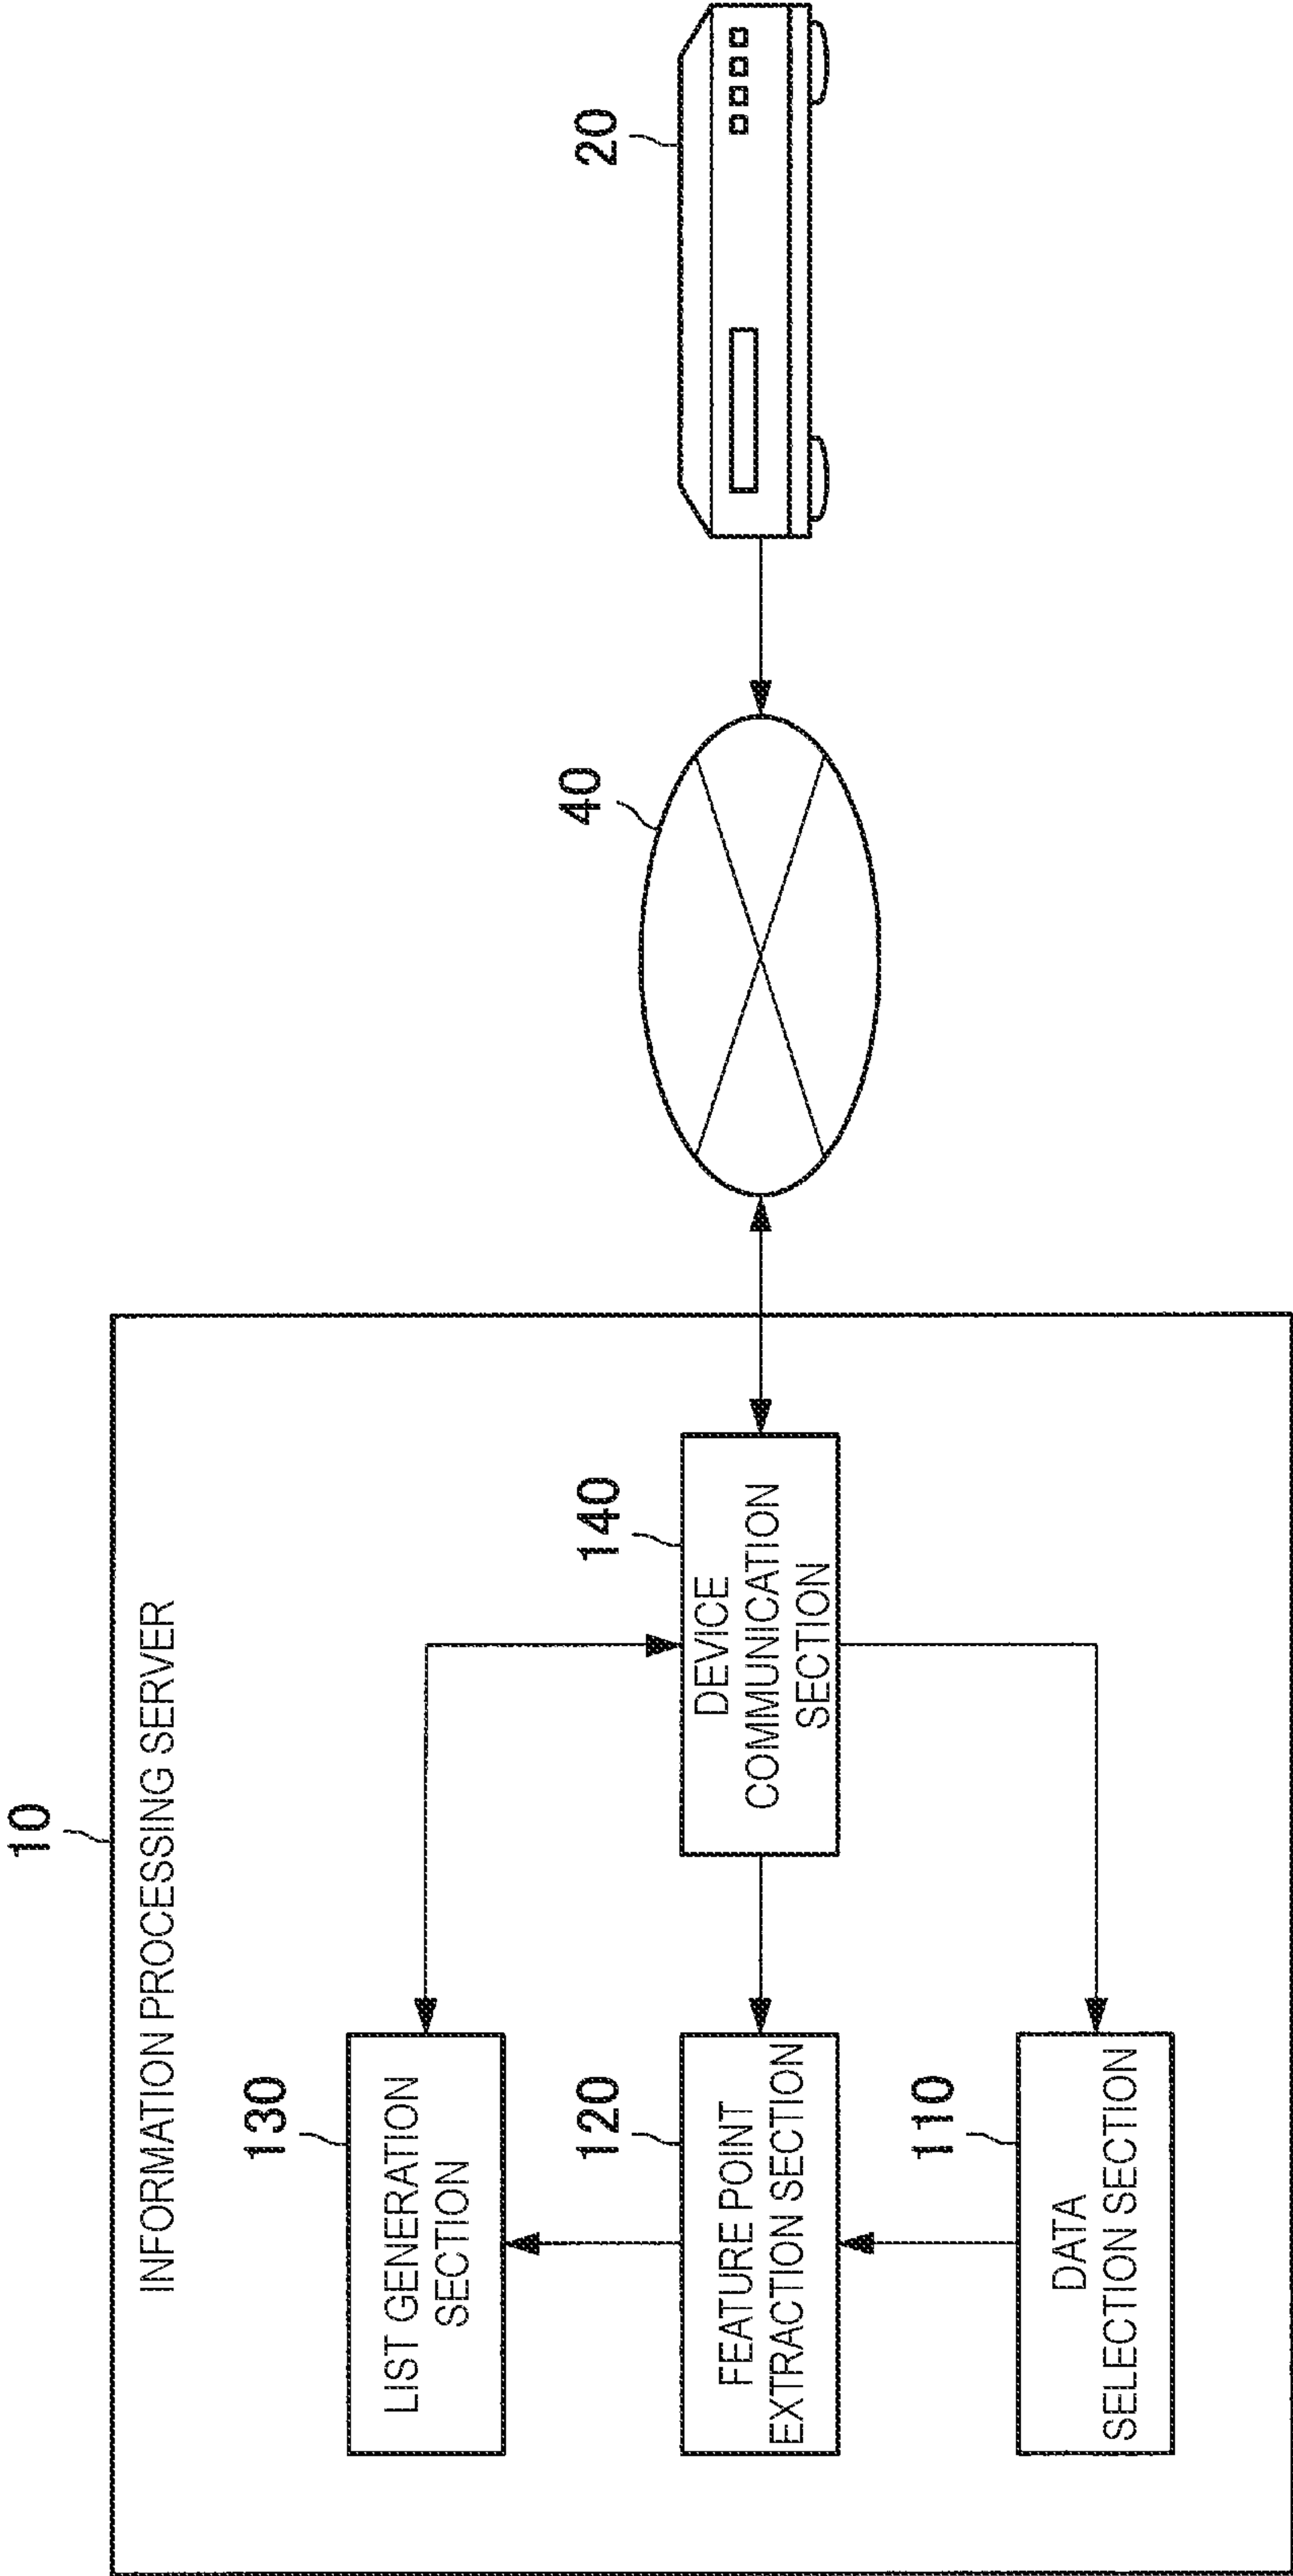 10
INFORMATION PROCESSING SERVER
130
LIST GENERATION
SECTION
120
FEATURE POINT
EXTRACTION SECTION
110
DATA
SELECTION SECTION
140
DEVICE
COMMUNICATION
SECTION
40
20